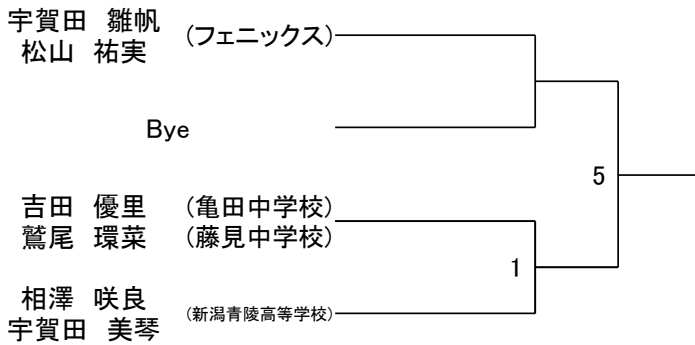 宇賀田 雛帆 (フェニックス)
松山 祐実
Bye
5
吉田 優里 (亀田中学校)
鷲尾 環菜 (藤見中学校)
1
相澤 咲良
宇賀田 美琴 (新潟青陵高等学校)